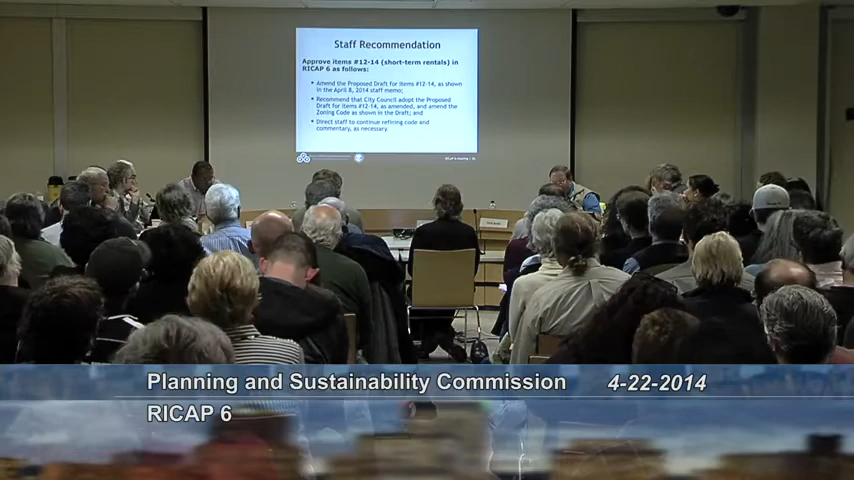 Staff Recommendation
Approve items #12-14 (short-term rentals) in
RICAP 6 as follows:
Amend the Proposed Draft for items #12-14, as shown
in the April 8, 2014 staff memo;
Recommend that City Council adopt the Proposed
Draft for items #12-14, as amended, and amend the
Zoning Code as shown in the Draft; and
Direct staff to continue refining code and
commentary, as necessary.
Planning and Sustainability Commission 4-22-2014
RICAP 6